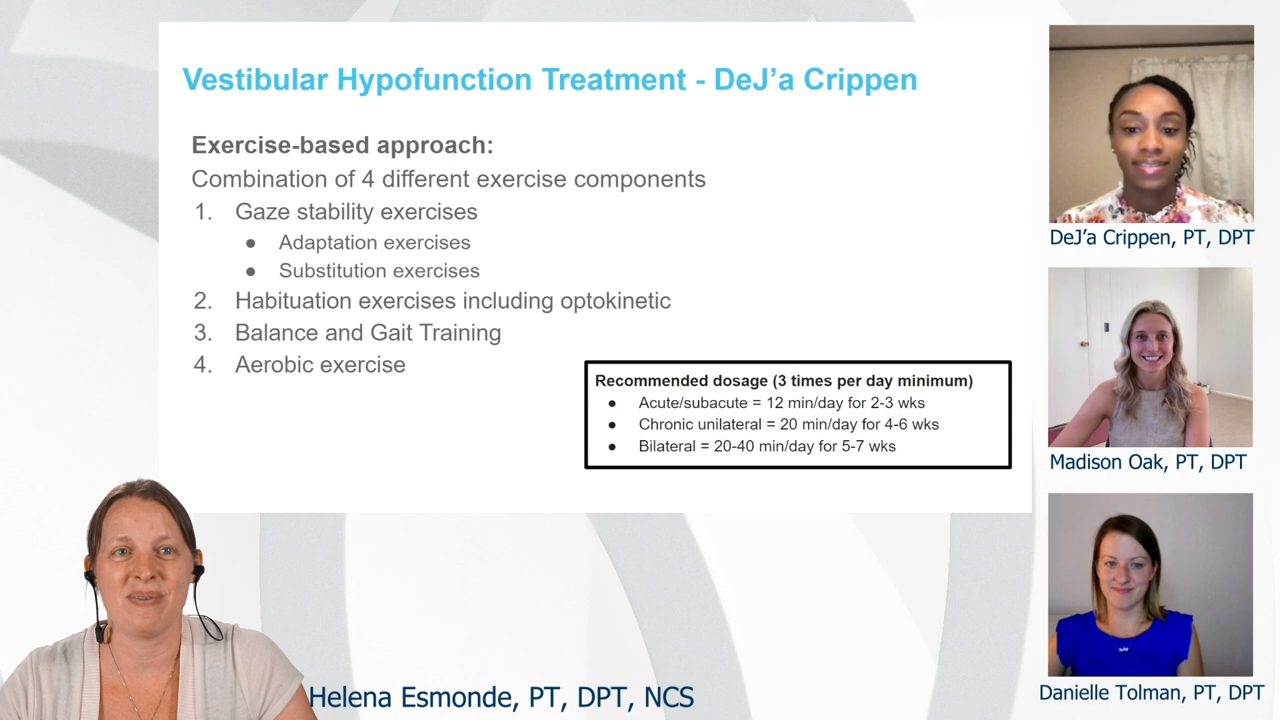 Vestibular Hypofunction Treatment - DeJ’a Crippen
Exercise-based approach:
Combination of 4 different exercise components
1. Gaze stability exercises
● Adaptation exercises
● Substitution exercises
2. Habituation exercises including optokinetic
3. Balance and Gait Training
4. Aerobic exercise
Recommended dosage (3 times per day minimum)
● Acute/subacute = 12 min/day for 2-3 wks
● Chronic unilateral = 20 min/day for 4-6 wks
● Bilateral = 20-40 min/day for 5-7 wks
DeJ’a Crippen, PT, DPT
Madison Oak, PT, DPT
Danielle Tolman, PT, DPT
Helena Esmonde, PT, DPT, NCS